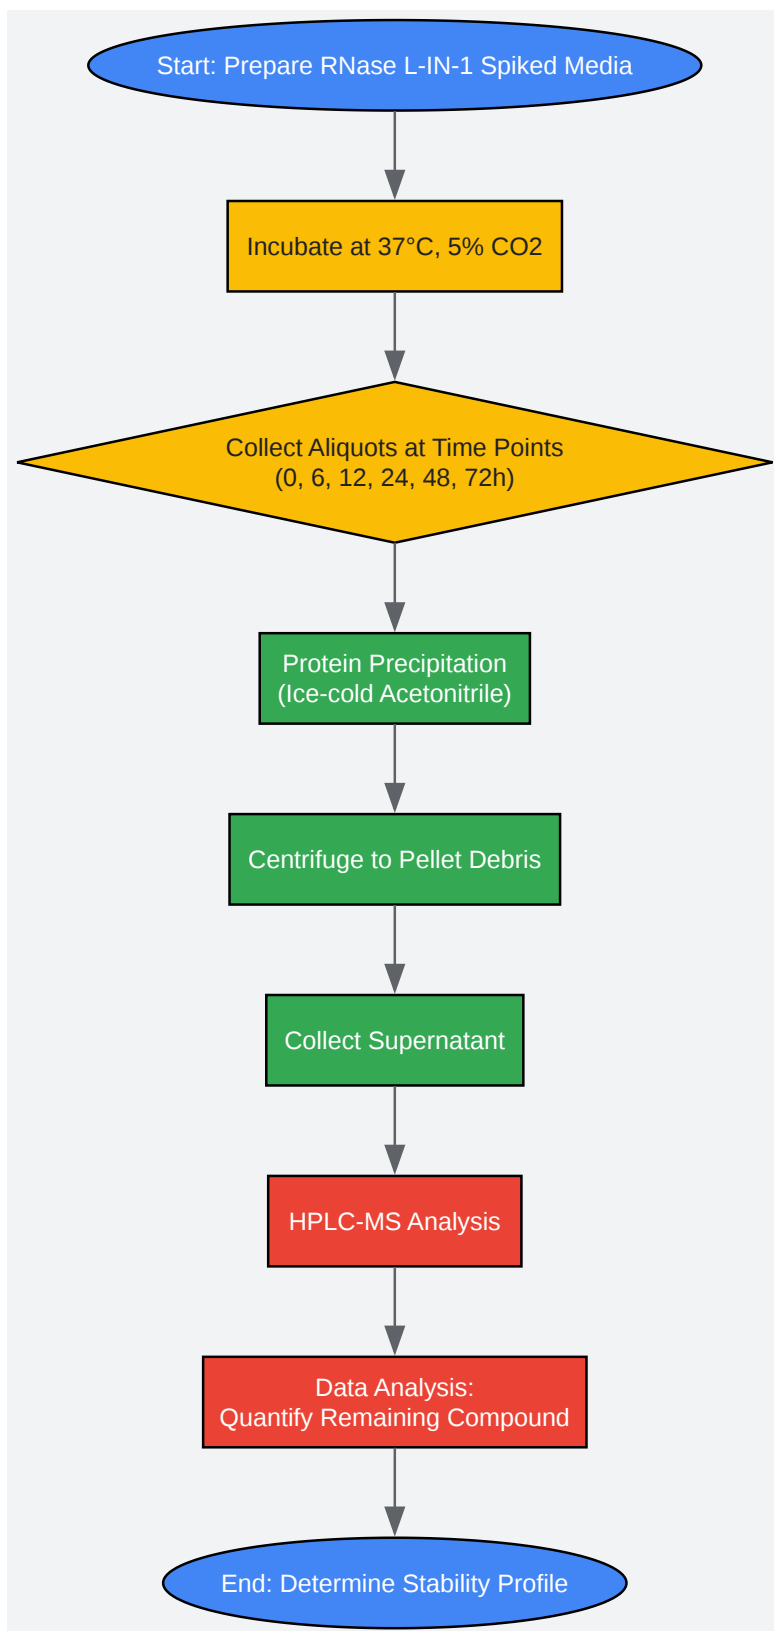 Start: Prepare RNase L-IN-1 Spiked Media
Incubate at 37°C, 5% CO2
Collect Aliquots at Time Points
(0, 6, 12, 24, 48, 72h)
Protein Precipitation
(Ice-cold Acetonitrile)
Centrifuge to Pellet Debris
Collect Supernatant
HPLC-MS Analysis
Data Analysis:
Quantify Remaining Compound
End: Determine Stability Profile